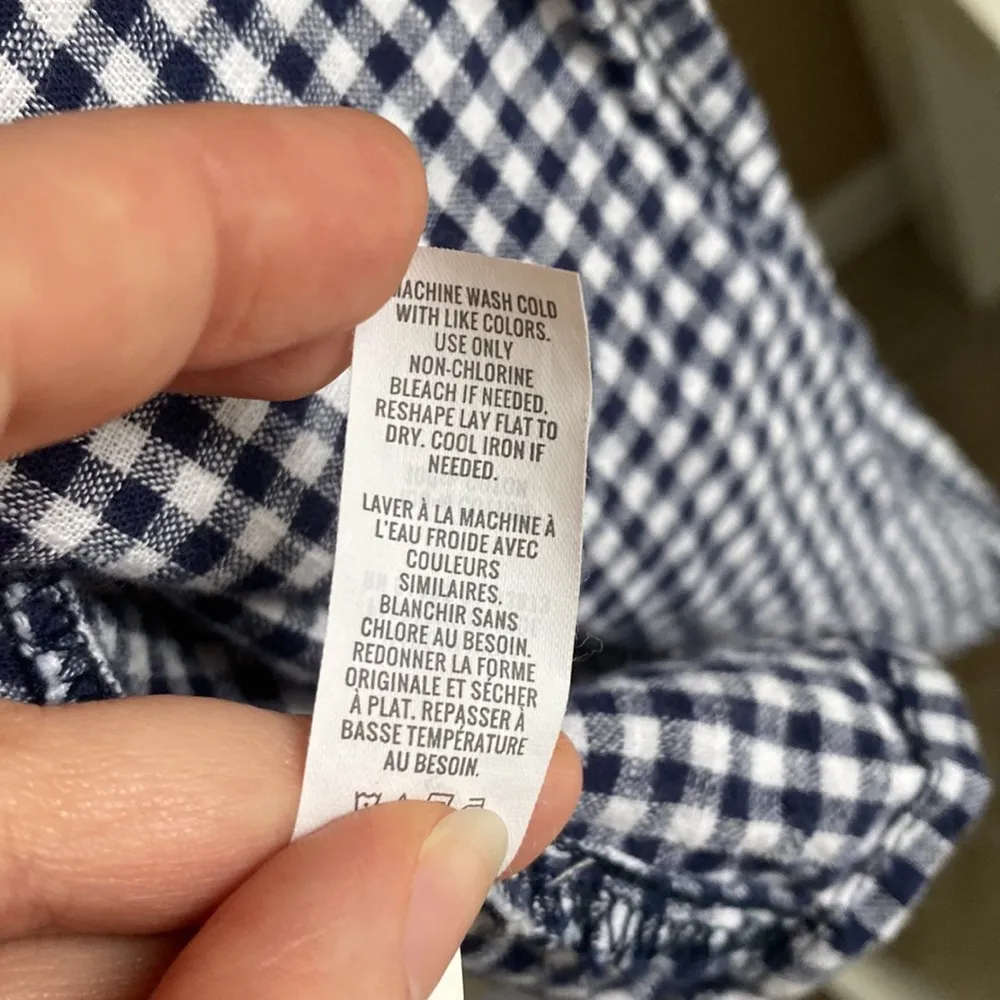 MACHINE WASH COLD
WITH LIKE COLORS.
USE ONLY
NON-CHLORINE
BLEACH IF NEEDED.
RESHAPE LAY FLAT TO
DRY. COOL IRON IF
NEEDED.
LAVER À LA MACHINE À
L'EAU FROIDE AVEC
COULEURS
SIMILAIRES.
BLANCHIR SANS
CHLORE AU BESOIN.
REDONNER LA FORME
ORIGINALE ET SÉCHER
À PLAT. REPASSER À
BASSE TEMPÉRATURE
AU BESOIN.